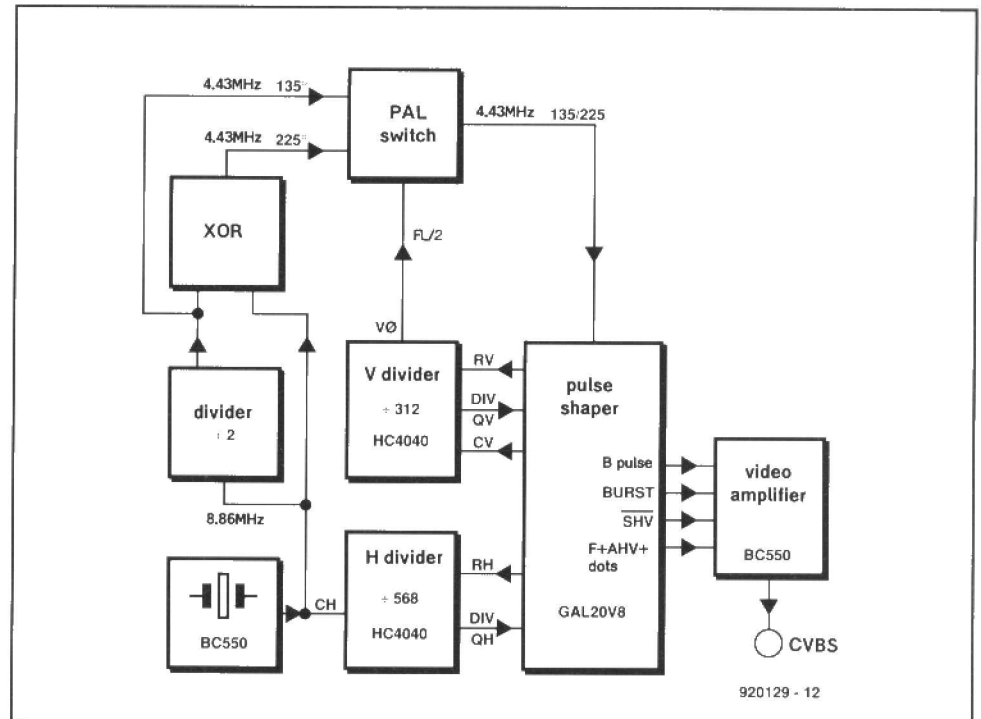 4.43MHz 135°
4.43MHz 225°
PAL
switch
4.43MHz 135/225
XOR
FL/2
VØ
divider
÷ 2
8.86MHz
V divider
÷ 312
HC4040
RV
DIV
QV
CV
pulse
shaper
B pulse
BURST
SHV
F+AHV+
dots
GAL20V8
video
amplifier
BC550
BC550
CH
H divider
÷ 568
HC4040
RH
DIV
QH
CVBS
920129 - 12